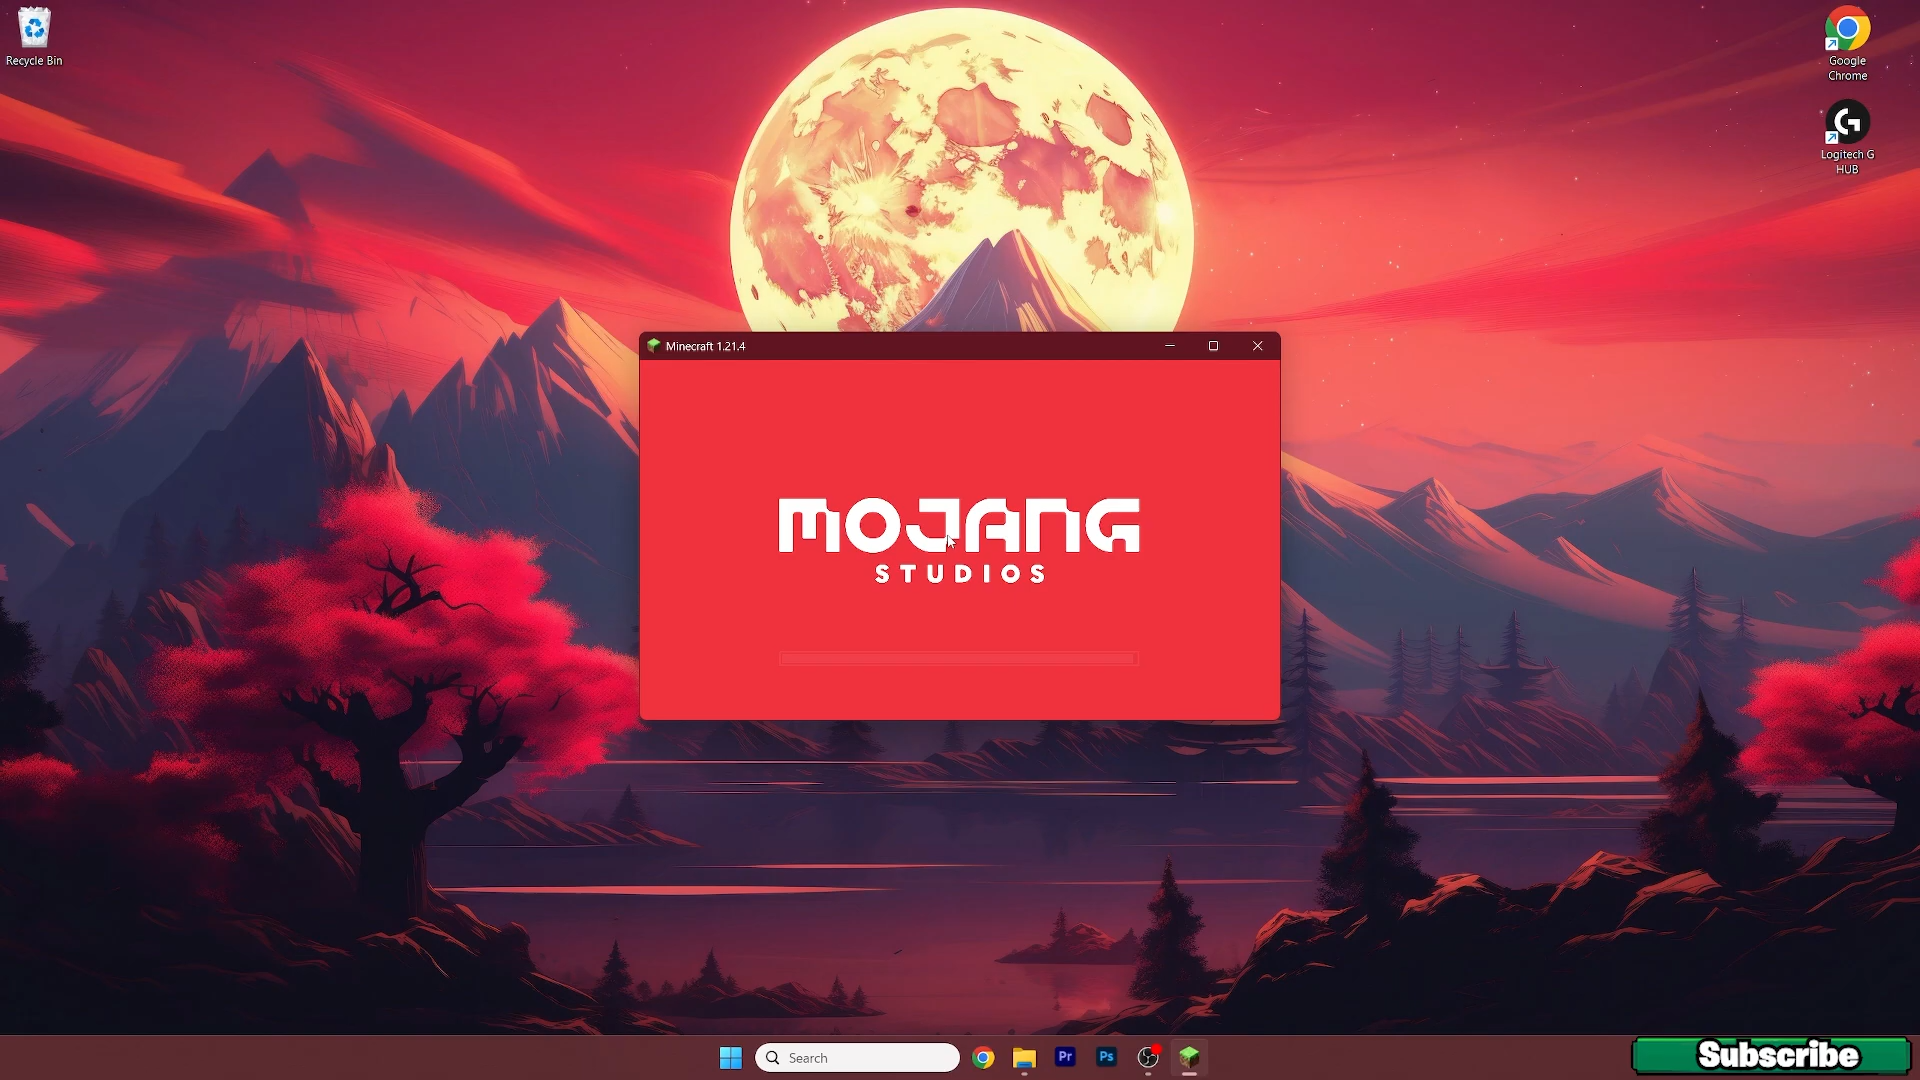 Recycle Bin
Google
Chrome
Logitech G
HUB
Minecraft 1.21.4
MOJANG
STUDIOS
Search
Pr
Ps
Subscribe